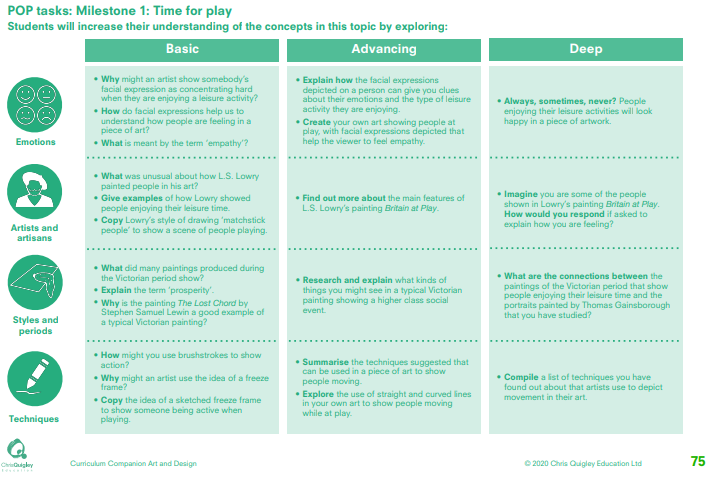 POP tasks: Milestone 1: Time for play
Students will increase their understanding of the concepts in this topic by exploring:
Basic
Advancing
Deep
Emotions
• Why might an artist show somebody's
facial expression as concentrating hard
when they are enjoying a leisure activity?
• How do facial expressions help us to
understand how people are feeling in a
piece of art?
• What is meant by the term 'empathy'?
• Explain how the facial expressions
depicted on a person can give you clues
about their emotions and the type of leisure
activity they are enjoying.
• Create your own art showing people at
play, with facial expressions depicted that
help the viewer to feel empathy.
• Always, sometimes, never? People
enjoying their leisure activities will look
happy in a piece of artwork.
Artists and
artisans
• What was unusual about how L.S. Lowry
painted people in his art?
• Give examples of how Lowry showed
people enjoying their leisure time.
• Copy Lowry's style of drawing 'matchstick
people' to show a scene of people playing.
• Find out more about the main features of
L.S. Lowry's painting Britain at Play.
• Imagine you are some of the people
shown in Lowry's painting Britain at Play.
How would you respond if asked to
explain how you are feeling?
Styles and
periods
• What did many paintings produced during
the Victorian period show?
• Explain the term 'prosperity'.
• Why is the painting The Lost Chord by
Stephen Samuel Lewin a good example of
a typical Victorian painting?
• Research and explain what kinds of
things you might see in a typical Victorian
painting showing a higher class social
event.
• What are the connections between the
paintings of the Victorian period that show
people enjoying their leisure time and the
portraits painted by Thomas Gainsborough
that you have studied?
Techniques
• How might you use brushstrokes to show
action?
• Why might an artist use the idea of a freeze
frame?
• Copy the idea of a sketched freeze frame
to show someone being active when
playing.
• Summarise the techniques suggested that
can be used in a piece of art to show
people moving.
• Explore the use of straight and curved lines
in your own art to show people moving
while at play.
• Compile a list of techniques you have
found out about that artists use to depict
movement in their art.
ChrisQuigley
EDUCATION
Curriculum Companion Art and Design
© 2020 Chris Quigley Education Ltd
75